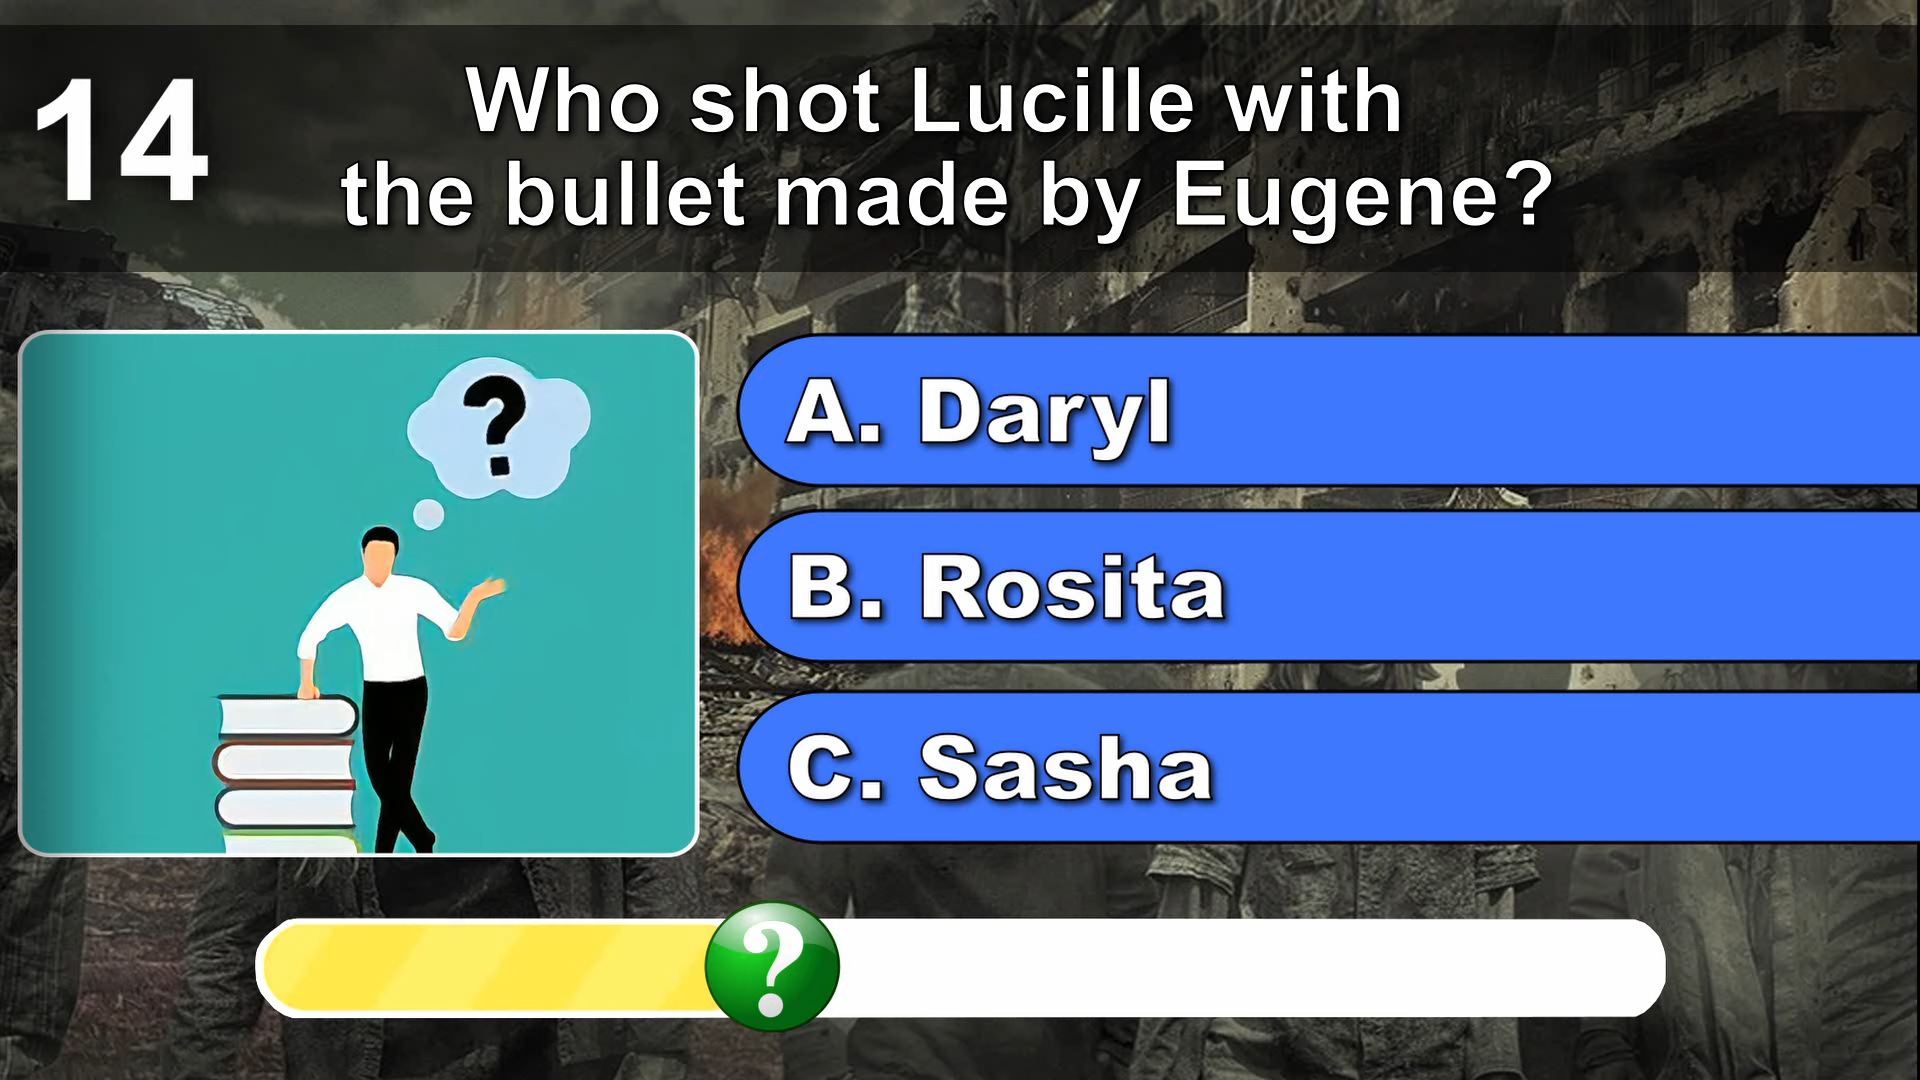 14
Who shot Lucille with
the bullet made by Eugene?
?
A. Daryl
B. Rosita
C. Sasha
?